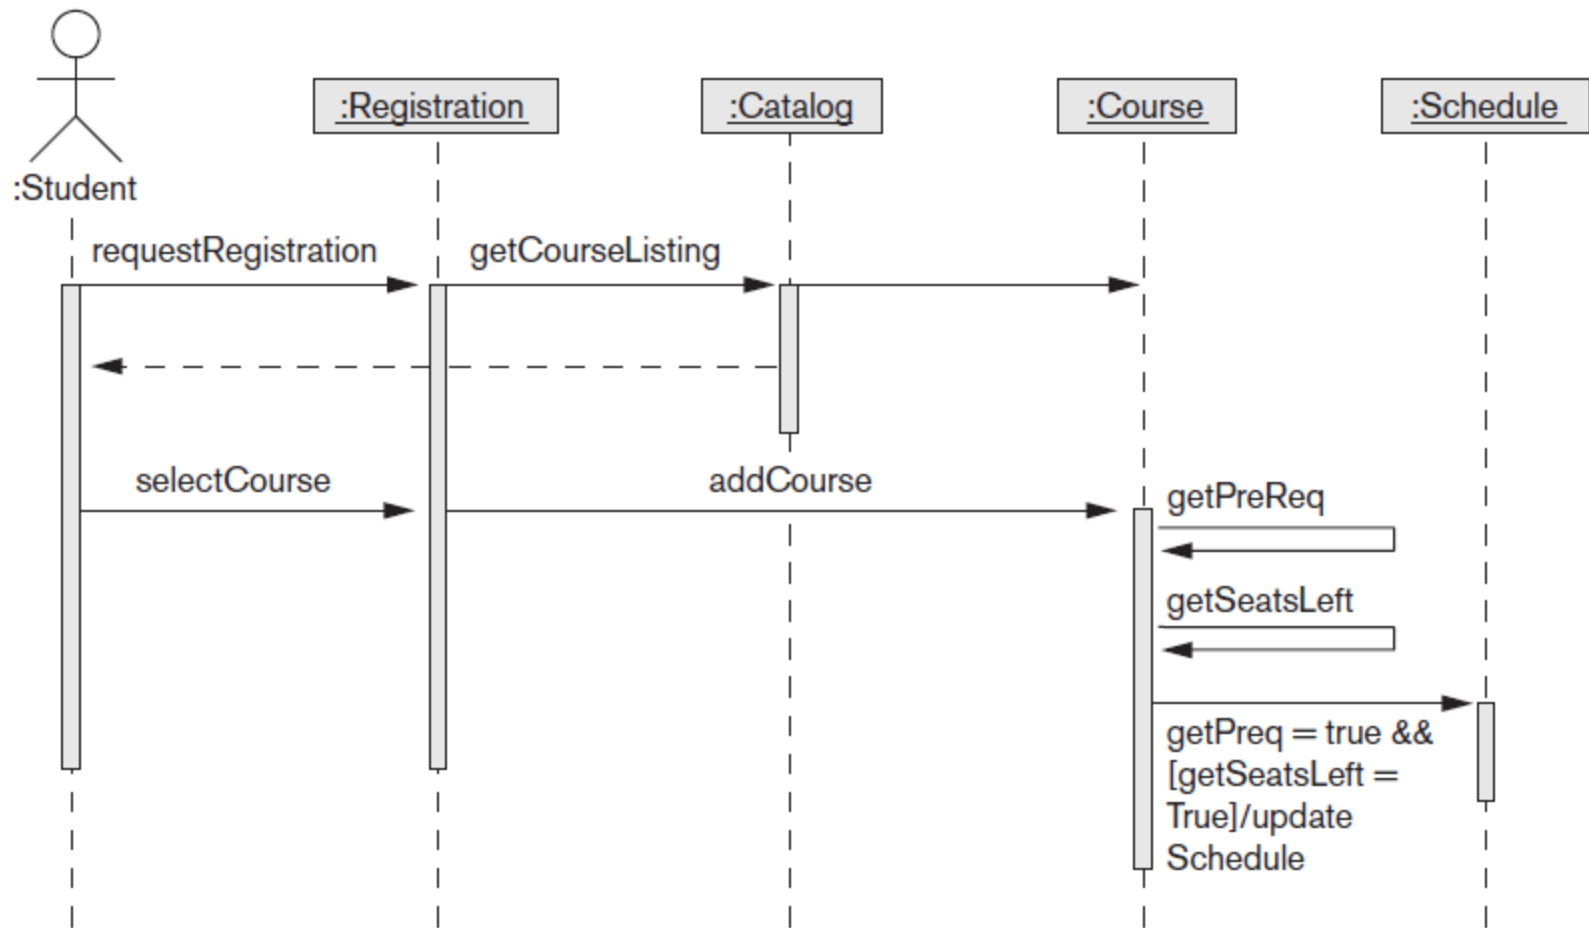 :Registration
:Catalog
:Course
:Schedule
:Student
requestRegistration
getCourseListing
selectCourse
addCourse
getPreReq
getSeatsLeft
getPreq = true &&
[getSeatsLeft =
True]/update
Schedule